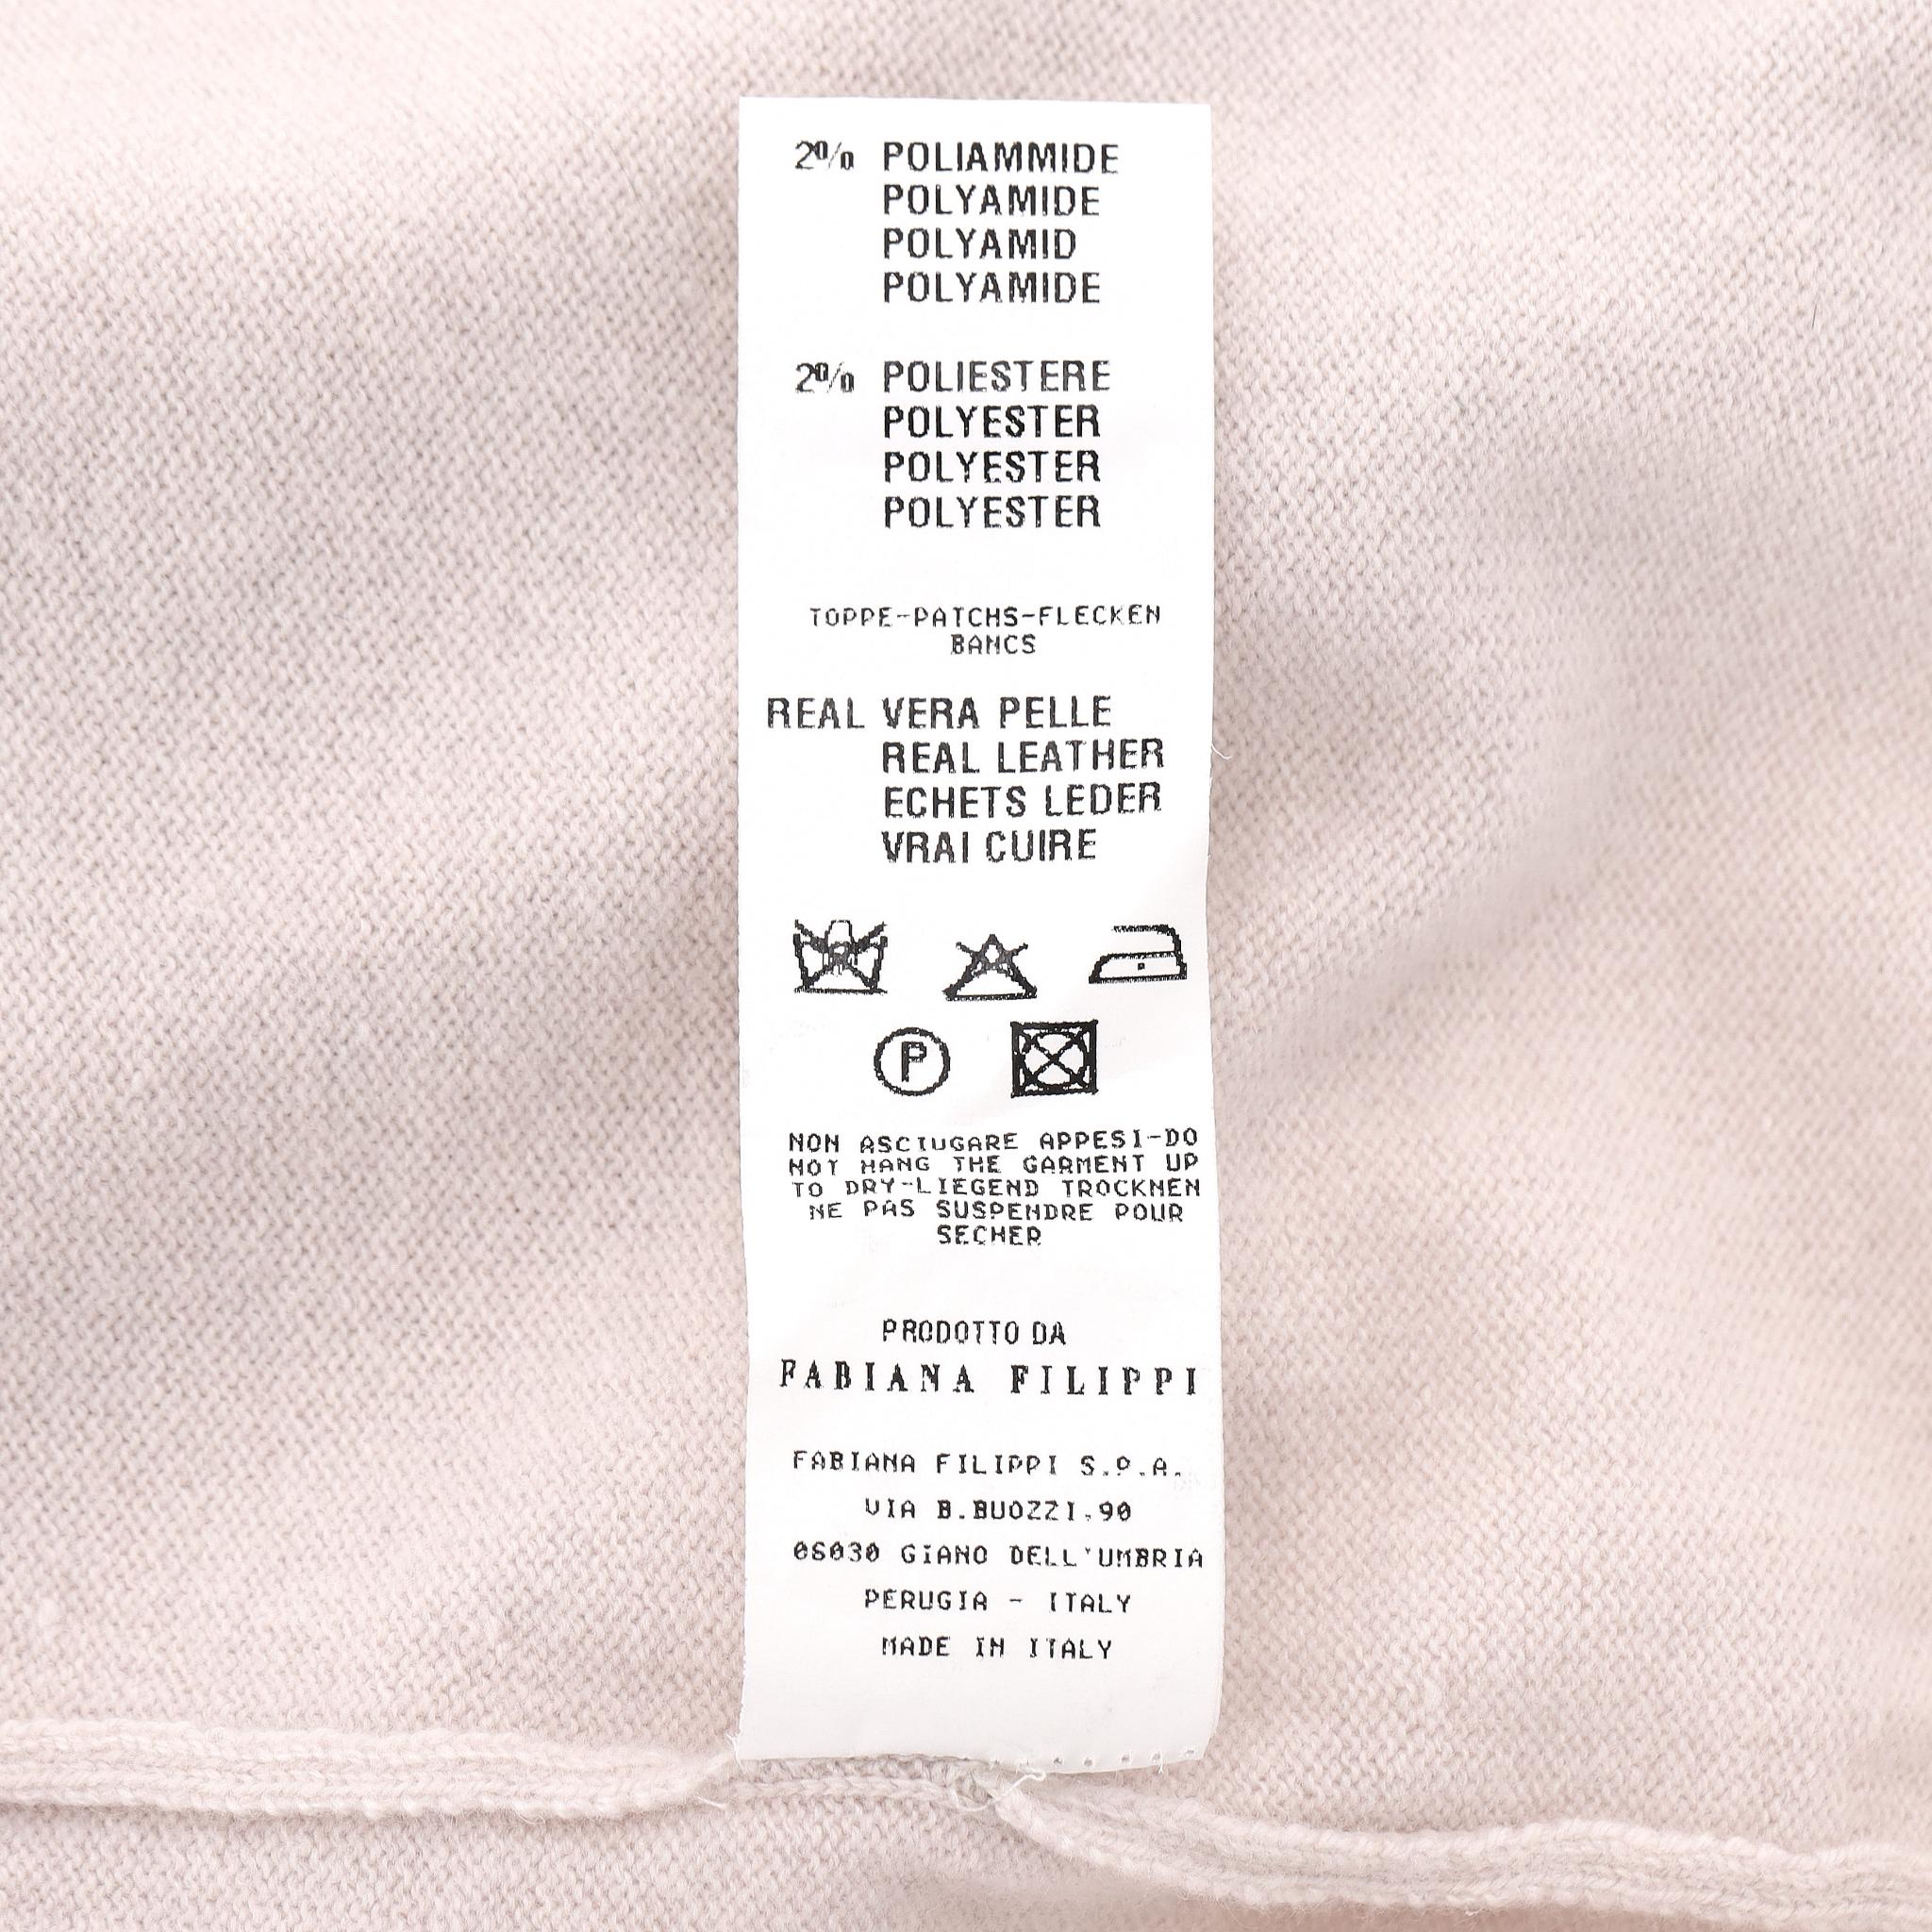 2% POLIAMMIDE
POLYAMIDE
POLYAMID
POLYAMIDE
2% POLIESTERE
POLYESTER
POLYESTER
POLYESTER
TOPPE-PATCHS-FLECKEN
BANCS
REAL VERA PELLE
REAL LEATHER
ECHETS LEDER
VRAI CUIRE
P
NON ASCIUGARE APPESI-DO
NOT HANG THE GARMENT UP
TO DRY-LIEGEND TROCKNEN
NE PAS SUSPENDRE POUR
SECHER
PRODOTTO DA
FABIANA FILIPPI
FABIANA FILIPPI S.P.A.
VIA B.BUOZZI,90
06030 GIANO DELL'UMBRIA
PERUGIA - ITALY
MADE IN ITALY